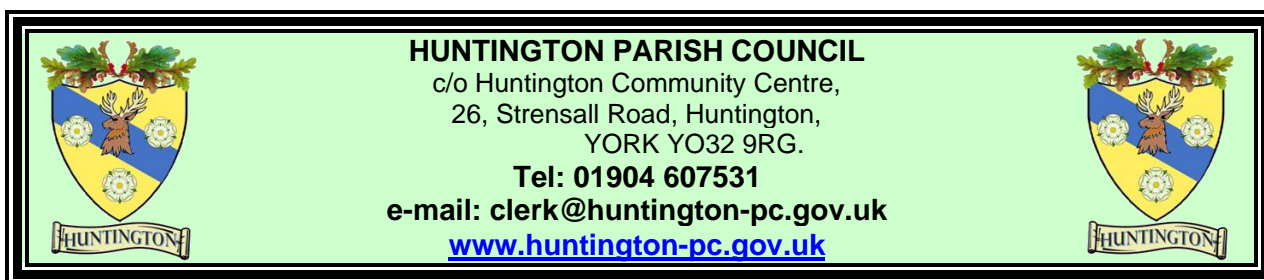 HUNTINGTON PARISH COUNCIL
c/o Huntington Community Centre,
26, Strensall Road, Huntington,
YORK YO32 9RG.
Tel: 01904 607531
e-mail: clerk@huntington-pc.gov.uk
www.huntington-pc.gov.uk
HUNTINGTON
HUNTINGTON